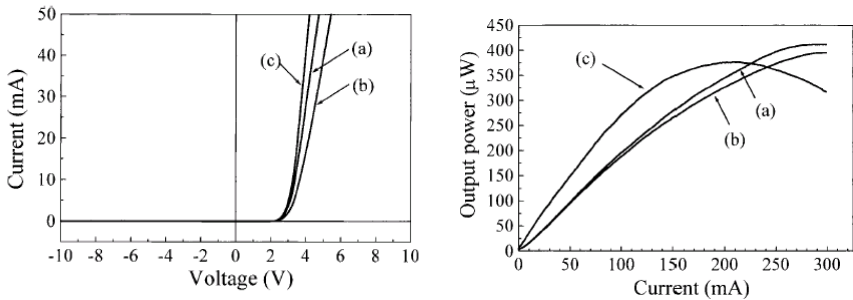 50
40
30
20
10
0
Current (mA)
(c)
(a)
(b)
-10 -8 -6 -4 -2 0 2 4 6 8 10
Voltage (V)
450
400
350
300
250
200
150
100
50
0
Output power (μW)
(c)
(a)
(b)
0 50 100 150 200 250 300
Current (mA)